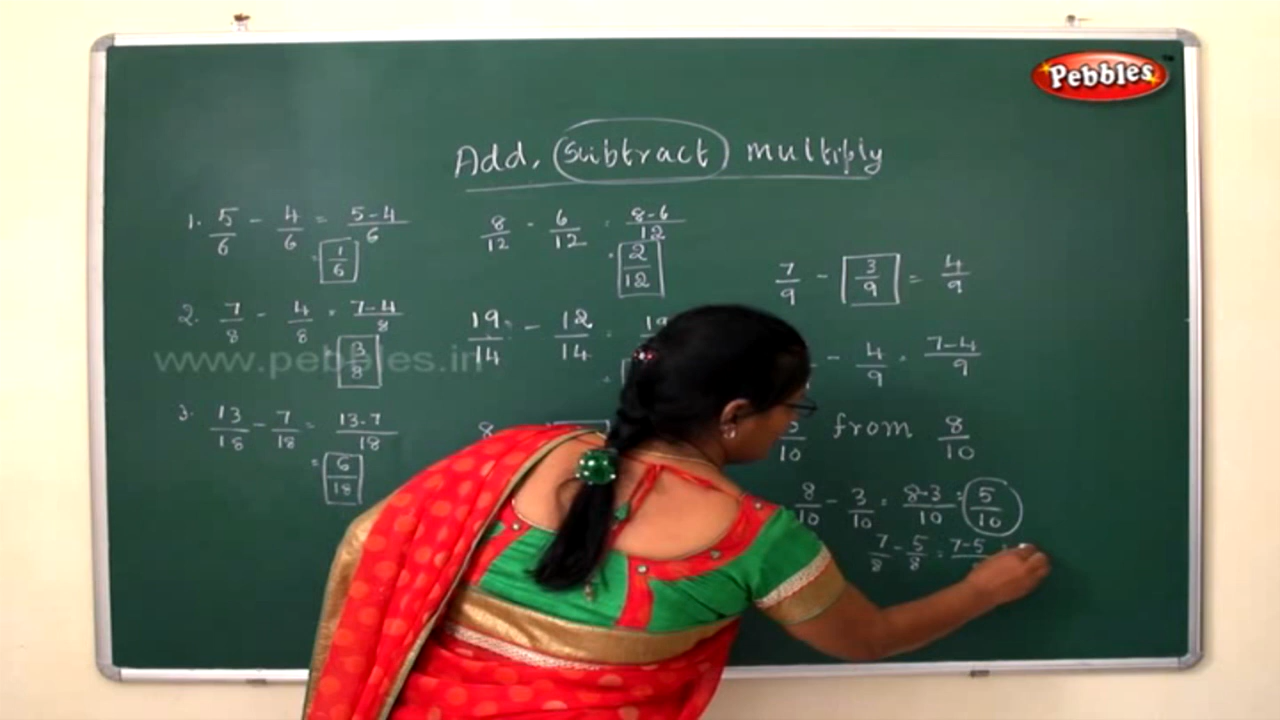 Pebbles
Add, Subtract, multiply
1. 5/6 - 4/6 = 5-4/6
= 1/6
2. 7/8 - 4/8 = 7-4/8
3/8
3. 13/18 - 7/18 = 13-7/18
= 6/18
8/12 - 6/12 = 8-6/12
= 2/12
19/14 - 12/14 = 19
=
8
7/9 - 3/9 = 4/9
- 4/9 = 7-4/9
/10 from 8/10
8/10 - 3/10 = 8-3/10 = 5/10
7/8 - 5/8 = 7-5
www.pebbles.in